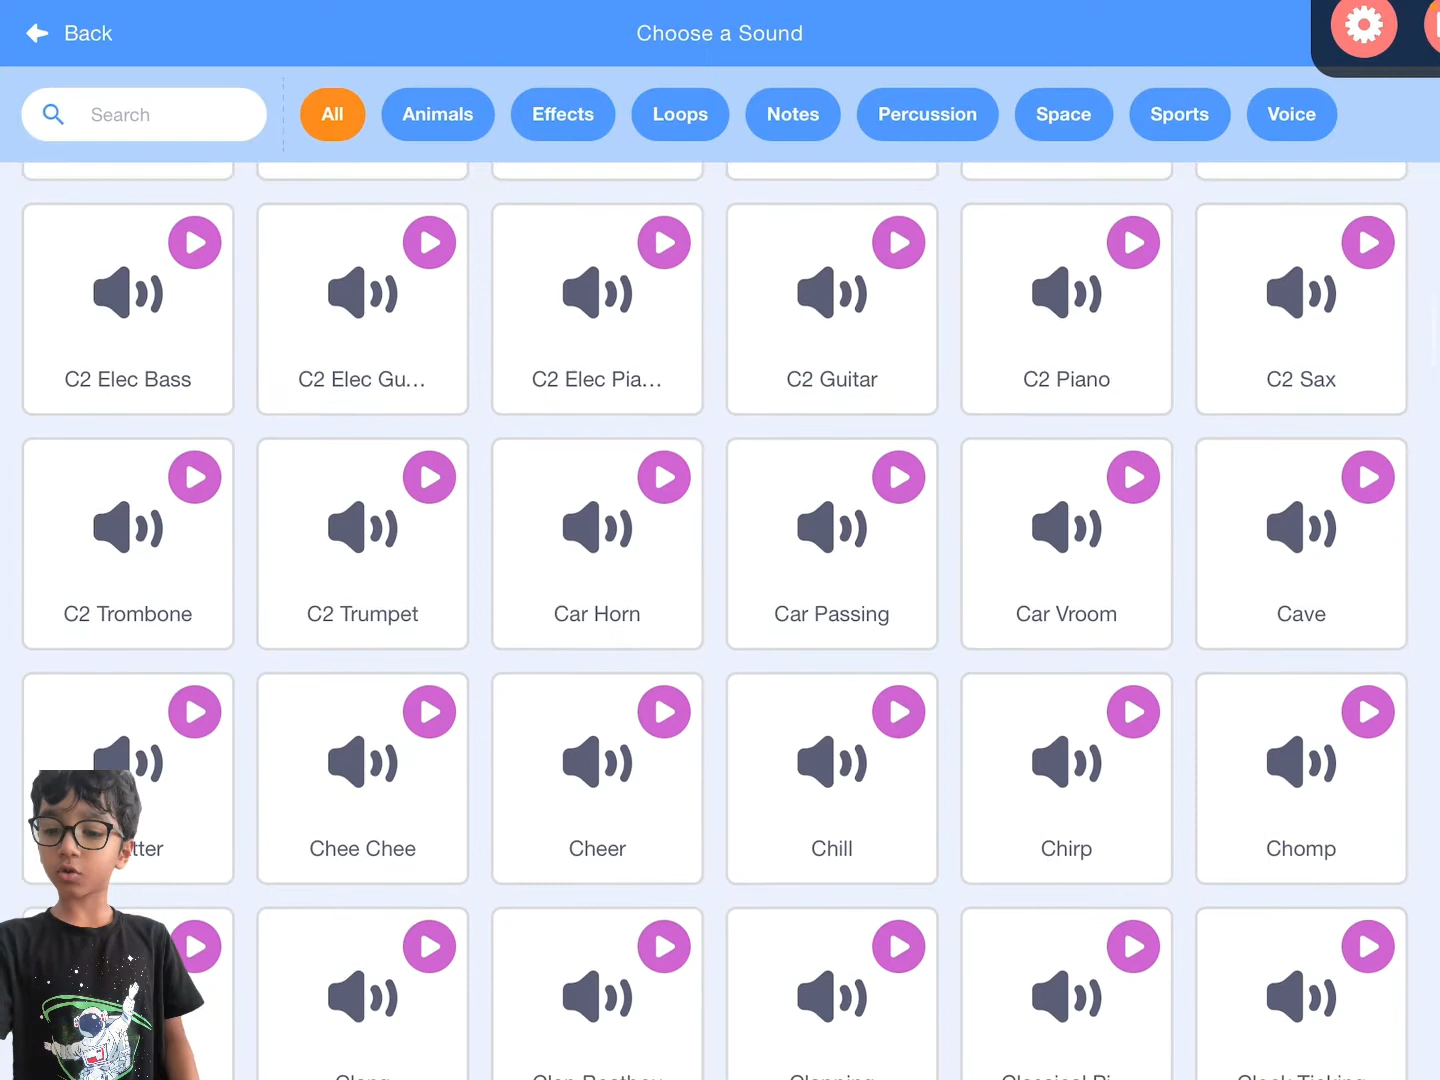 Back
Choose a Sound
Search
All
Animals
Effects
Loops
Notes
Percussion
Space
Sports
Voice
C2 Elec Bass
C2 Elec Gu...
C2 Elec Pia...
C2 Guitar
C2 Piano
C2 Sax
C2 Trombone
C2 Trumpet
Car Horn
Car Passing
Car Vroom
Cave
tter
Chee Chee
Cheer
Chill
Chirp
Chomp